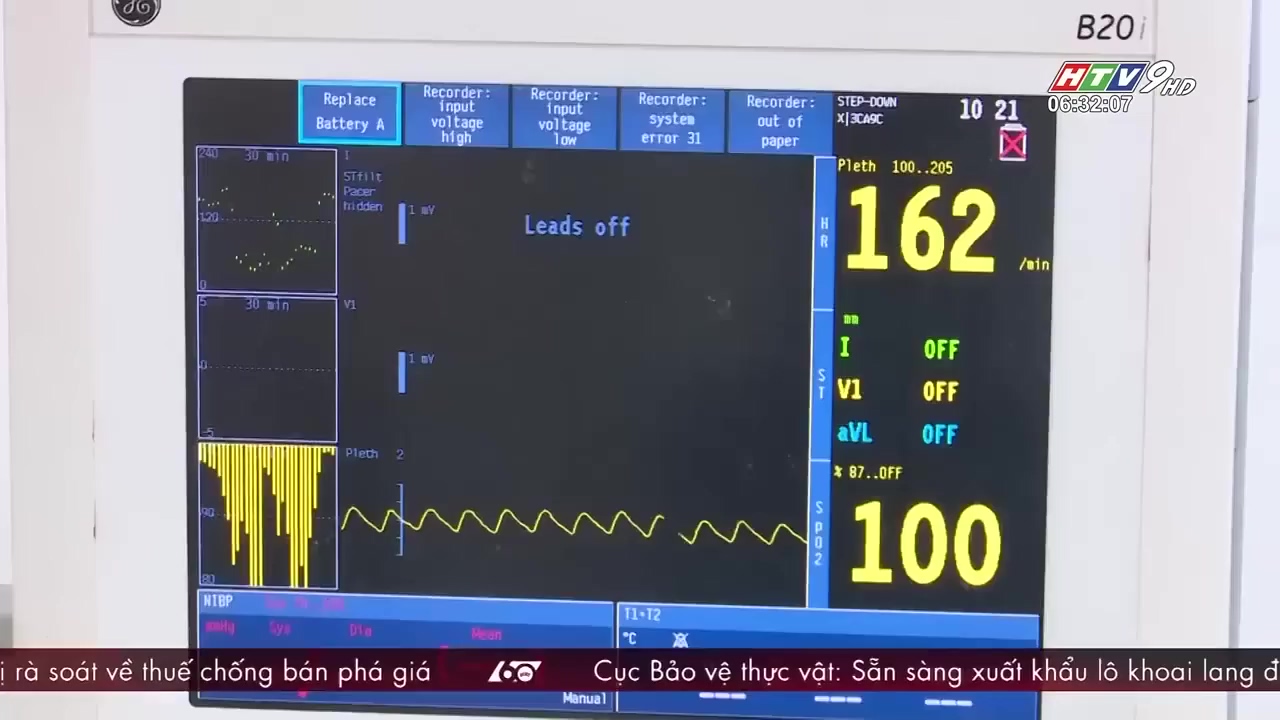 GE
B20i
HTV9HD
06:32:07
Replace Battery A
Recorder: input voltage high
Recorder: input voltage low
Recorder: system error 31
Recorder: out of paper
STEP-DOWN
X|3CA9C
10 21
240 30 min
120
0
I
STfilt
Pacer
hidden
1 mV
Leads off
HR
Pleth 100..205
162
/min
5 30 min
0
-5
V1
1 mV
ST
mm
I OFF
V1 OFF
aVL OFF
90
80
Pleth 2
SpO2
% 87..OFF
100
NIBP
mmHg Sys Dia Mean
Manual
T1+T2
°C
ị rà soát về thuế chống bán phá giá
60 giây
Cục Bảo vệ thực vật: Sẵn sàng xuất khẩu lô khoai lang đ